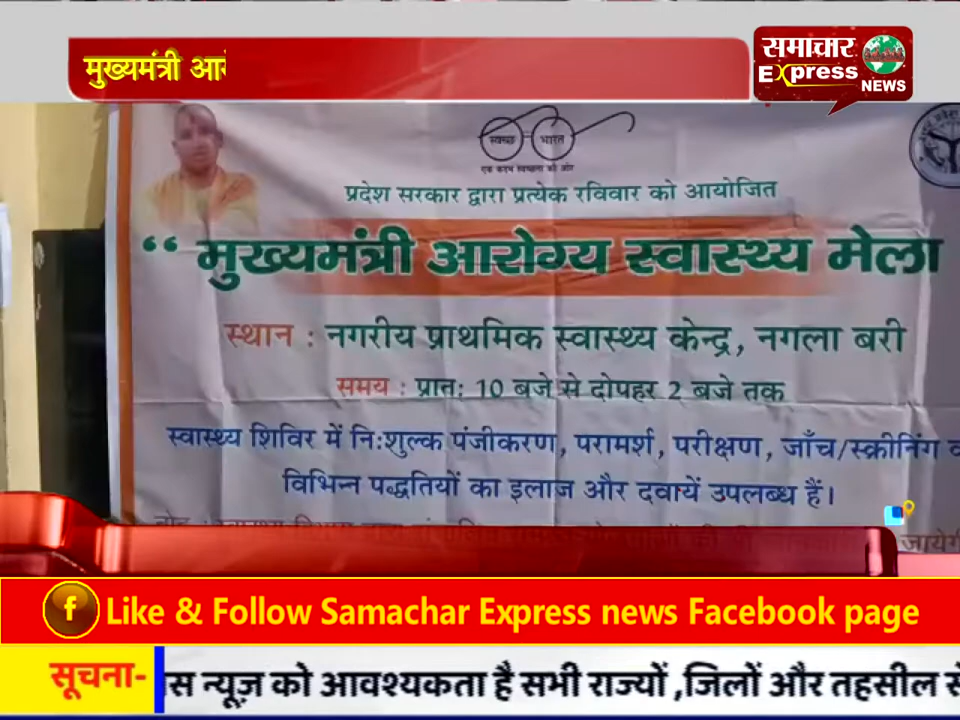 मुख्यमंत्री
समाचार
Express
NEWS
स्वच्छ भारत
एक कदम स्वच्छता की ओर
प्रदेश सरकार द्वारा प्रत्येक रविवार को आयोजित
“ मुख्यमंत्री आरोग्य स्वास्थ्य मेला
स्थान : नगरीय प्राथमिक स्वास्थ्य केन्द्र, नगला बरी
समय : प्रात: 10 बजे से दोपहर 2 बजे तक
स्वास्थ्य शिविर में नि:शुल्क पंजीकरण, परामर्श, परीक्षण, जाँच/स्क्रीनिंग
विभिन्न पद्धतियों का इलाज और दवायें उपलब्ध हैं।
जायेगी
f Like & Follow Samachar Express news Facebook page
सूचना- स न्यूज़ को आवश्यकता है सभी राज्यों ,जिलों और तहसील से